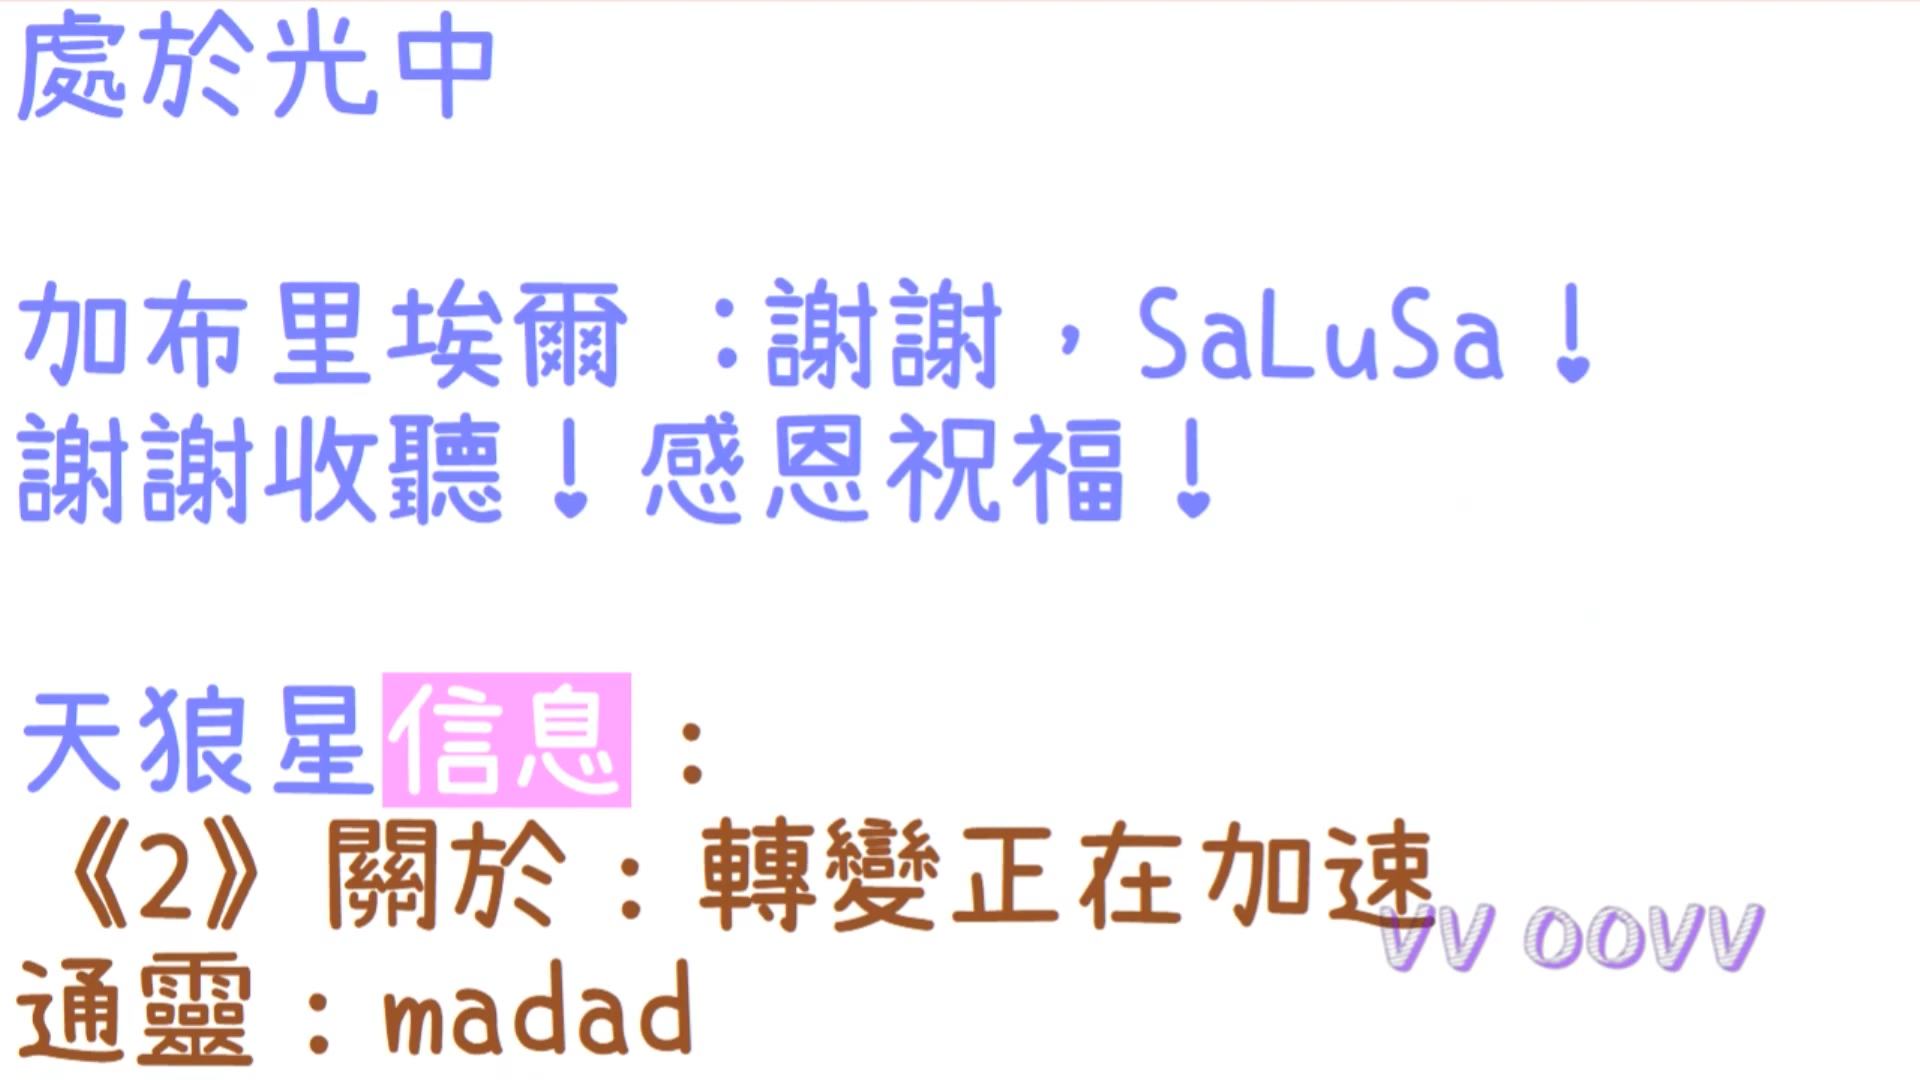 處於光中
加布里埃爾 :謝謝，SaLuSa！
謝謝收聽！感恩祝福！
天狼星信息：
《2》關於：轉變正在加速
VV OOVV
通靈：madad